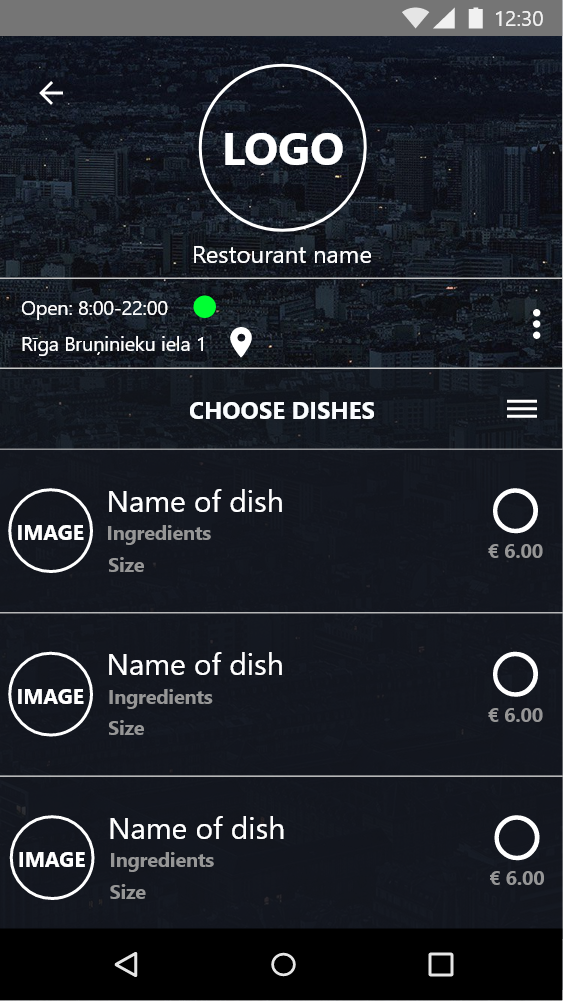 12:30
LOGO
Restourant name
Open: 8:00-22:00
Rīga Bruņinieku iela 1
CHOOSE DISHES
IMAGE
Name of dish
Ingredients
Size
€ 6.00
IMAGE
Name of dish
Ingredients
Size
€ 6.00
IMAGE
Name of dish
Ingredients
Size
€ 6.00